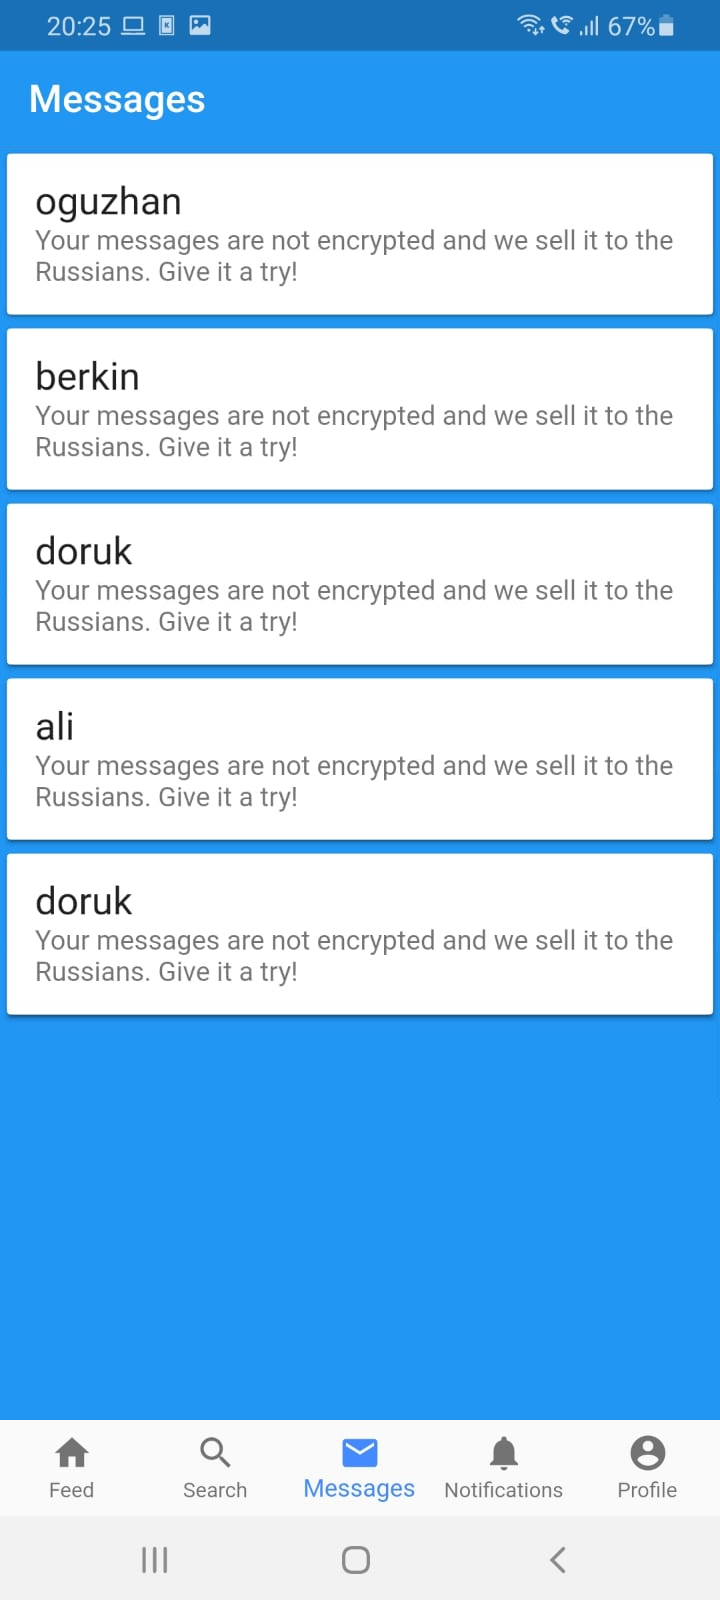 20:25 67%
Messages
oguzhan
Your messages are not encrypted and we sell it to the
Russians. Give it a try!
berkin
Your messages are not encrypted and we sell it to the
Russians. Give it a try!
doruk
Your messages are not encrypted and we sell it to the
Russians. Give it a try!
ali
Your messages are not encrypted and we sell it to the
Russians. Give it a try!
doruk
Your messages are not encrypted and we sell it to the
Russians. Give it a try!
Feed Search Messages Notifications Profile